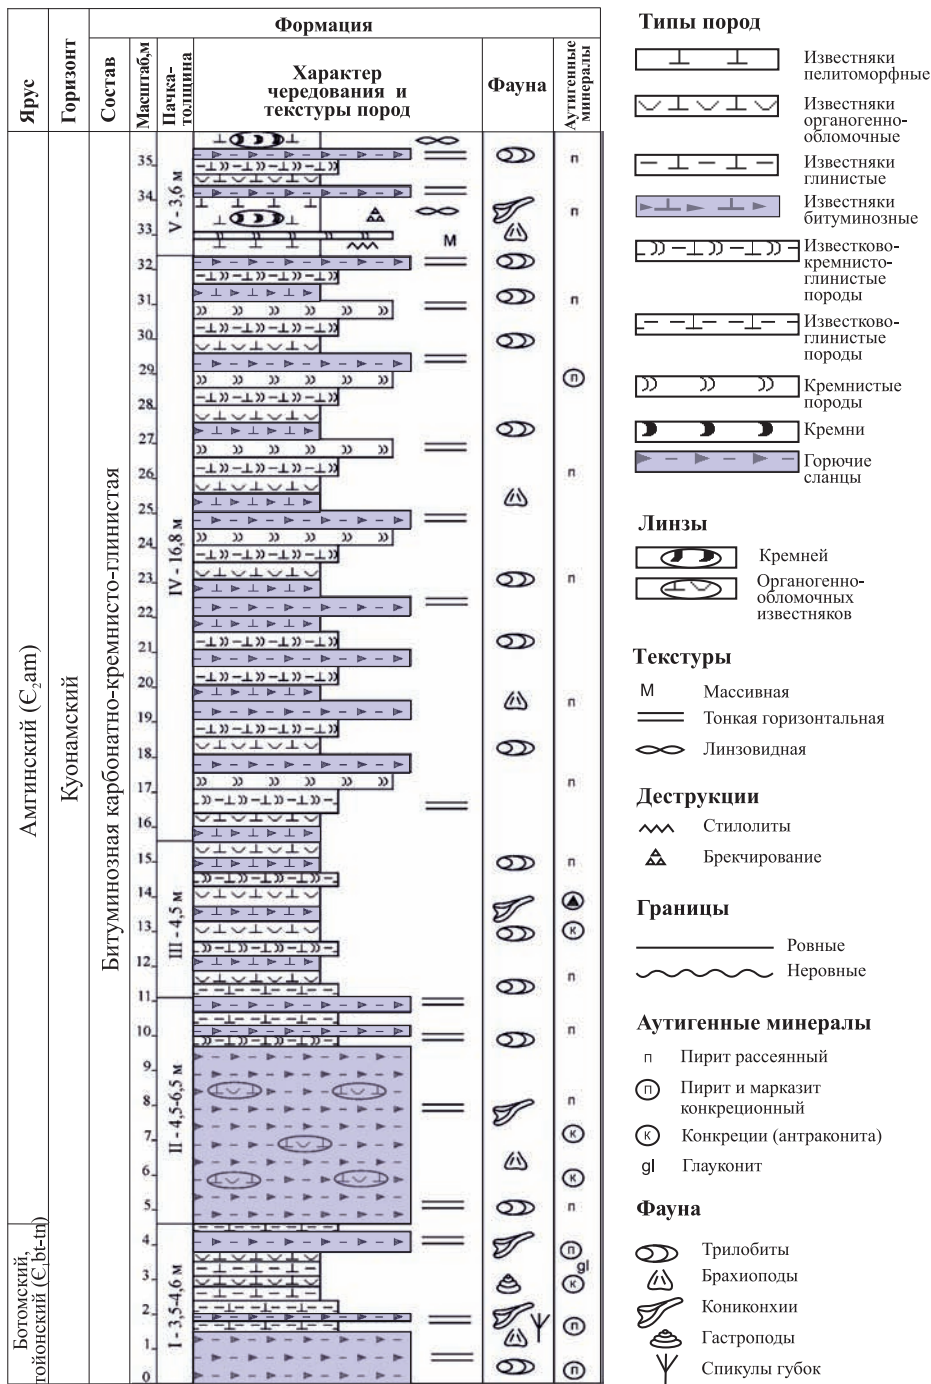 Формация
Ярус
Горизонт
Состав
Масштаб,м
Пачка-
толщина
Характер
чередования и
текстуры пород
Фауна
Аутигенные
минералы
Амгинский (Є₂am)
Ботомский,
тойонский (Є₁bt-tn)
Куонамский
Битуминозная карбонатно-кремнисто-глинистая
35
34
33
32
31
30
29
28
27
26
25
24
23
22
21
20
19
18
17
16
15
14
13
12
11
10
9
8
7
6
5
4
3
2
1
0
V - 3,6 м
IV - 16,8 м
III - 4,5 м
II - 4,5-6,5 м
I - 3,5-4,6 м
М
п
п
п
п
п
п
п
п
п
п
к
п
п
п
к
к
п
п
gl
к
п
п
Типы пород
Известняки
пелитоморфные
Известняки
органогенно-
обломочные
Известняки
глинистые
Известняки
битуминозные
Известково-
кремнисто-
глинистые
породы
Известково-
глинистые
породы
Кремнистые
породы
Кремни
Горючие
сланцы
Линзы
Кремней
Органогенно-
обломочных
известняков
Текстуры
М Массивная
Тонкая горизонтальная
Линзовидная
Деструкции
Стилолиты
Брекчирование
Границы
Ровные
Неровные
Аутигенные минералы
п Пирит рассеянный
п Пирит и марказит
конкреционный
к Конкреции (антраконита)
gl Глауконит
Фауна
Трилобиты
Брахиоподы
Кониконхии
Гастроподы
Спикулы губок